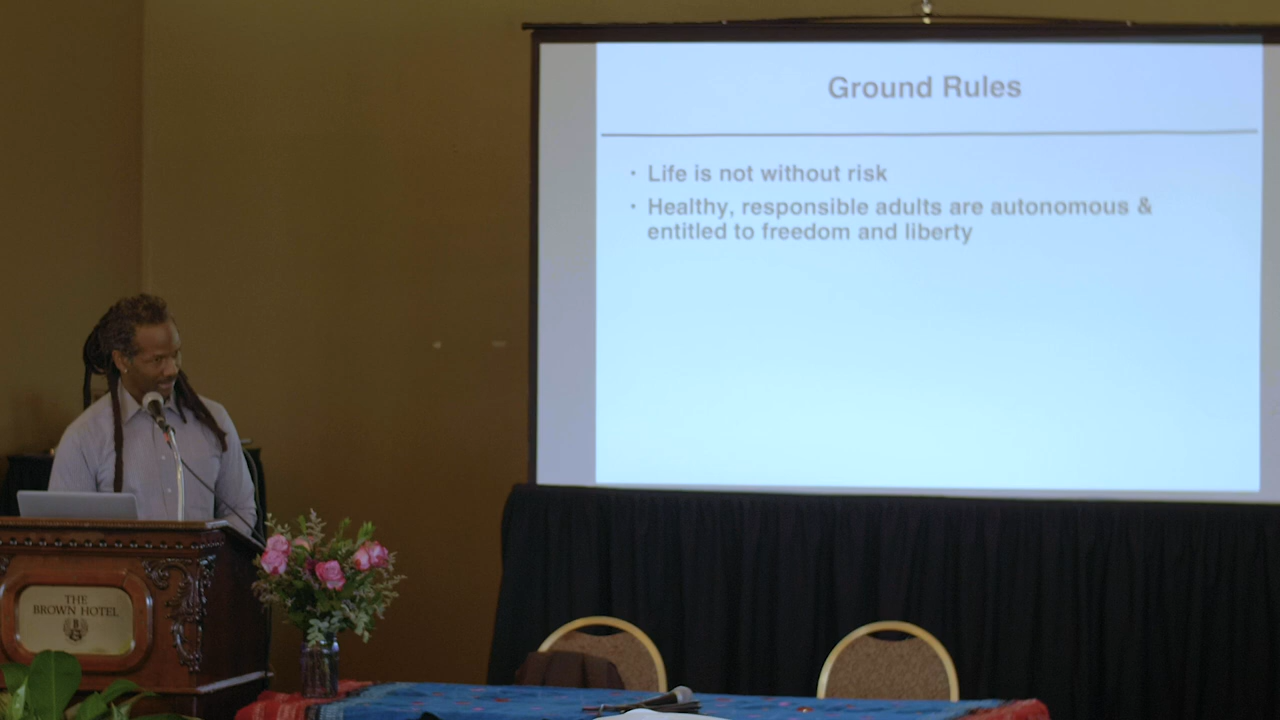 Ground Rules
· Life is not without risk
· Healthy, responsible adults are autonomous &
entitled to freedom and liberty
THE
BROWN HOTEL
B